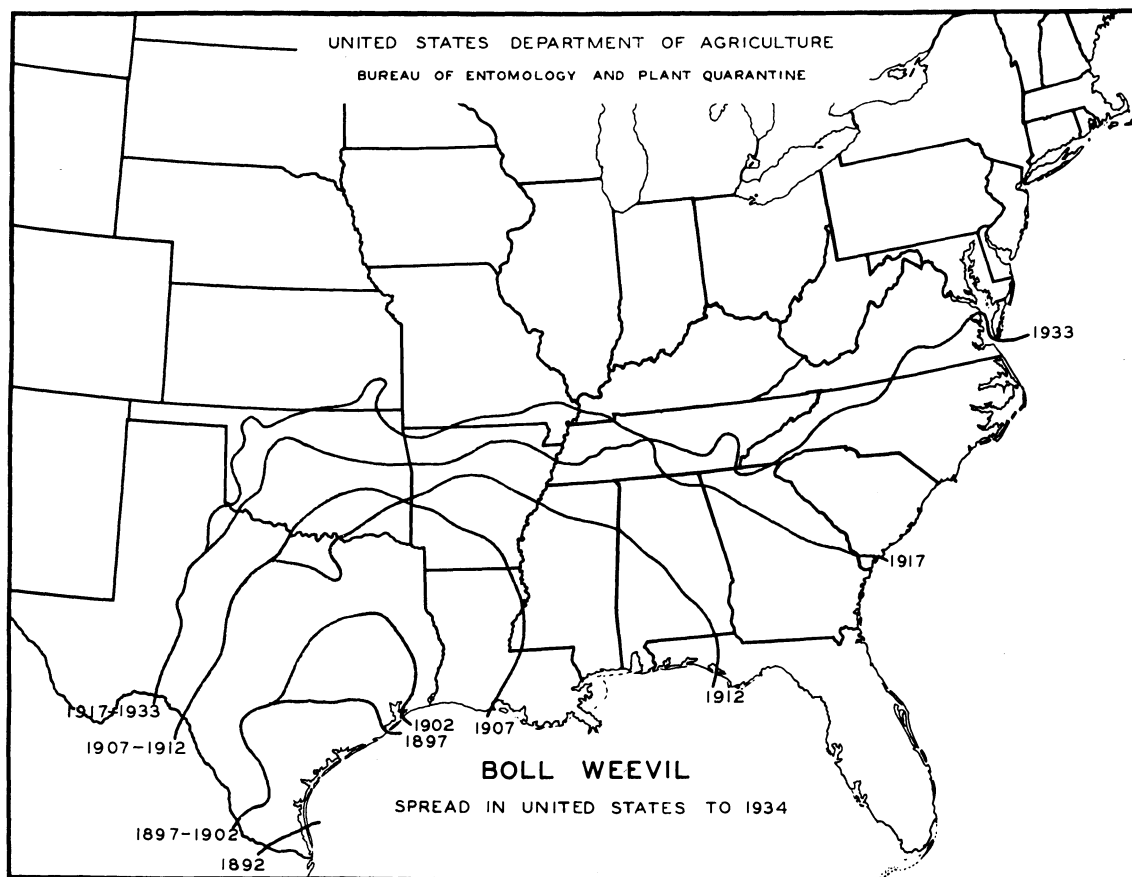 UNITED STATES DEPARTMENT OF AGRICULTURE
BUREAU OF ENTOMOLOGY AND PLANT QUARANTINE
1933
1917
1917-1933
1912
1902
1907
1897
1907-1912
BOLL WEEVIL
SPREAD IN UNITED STATES TO 1934
1897-1902
1892